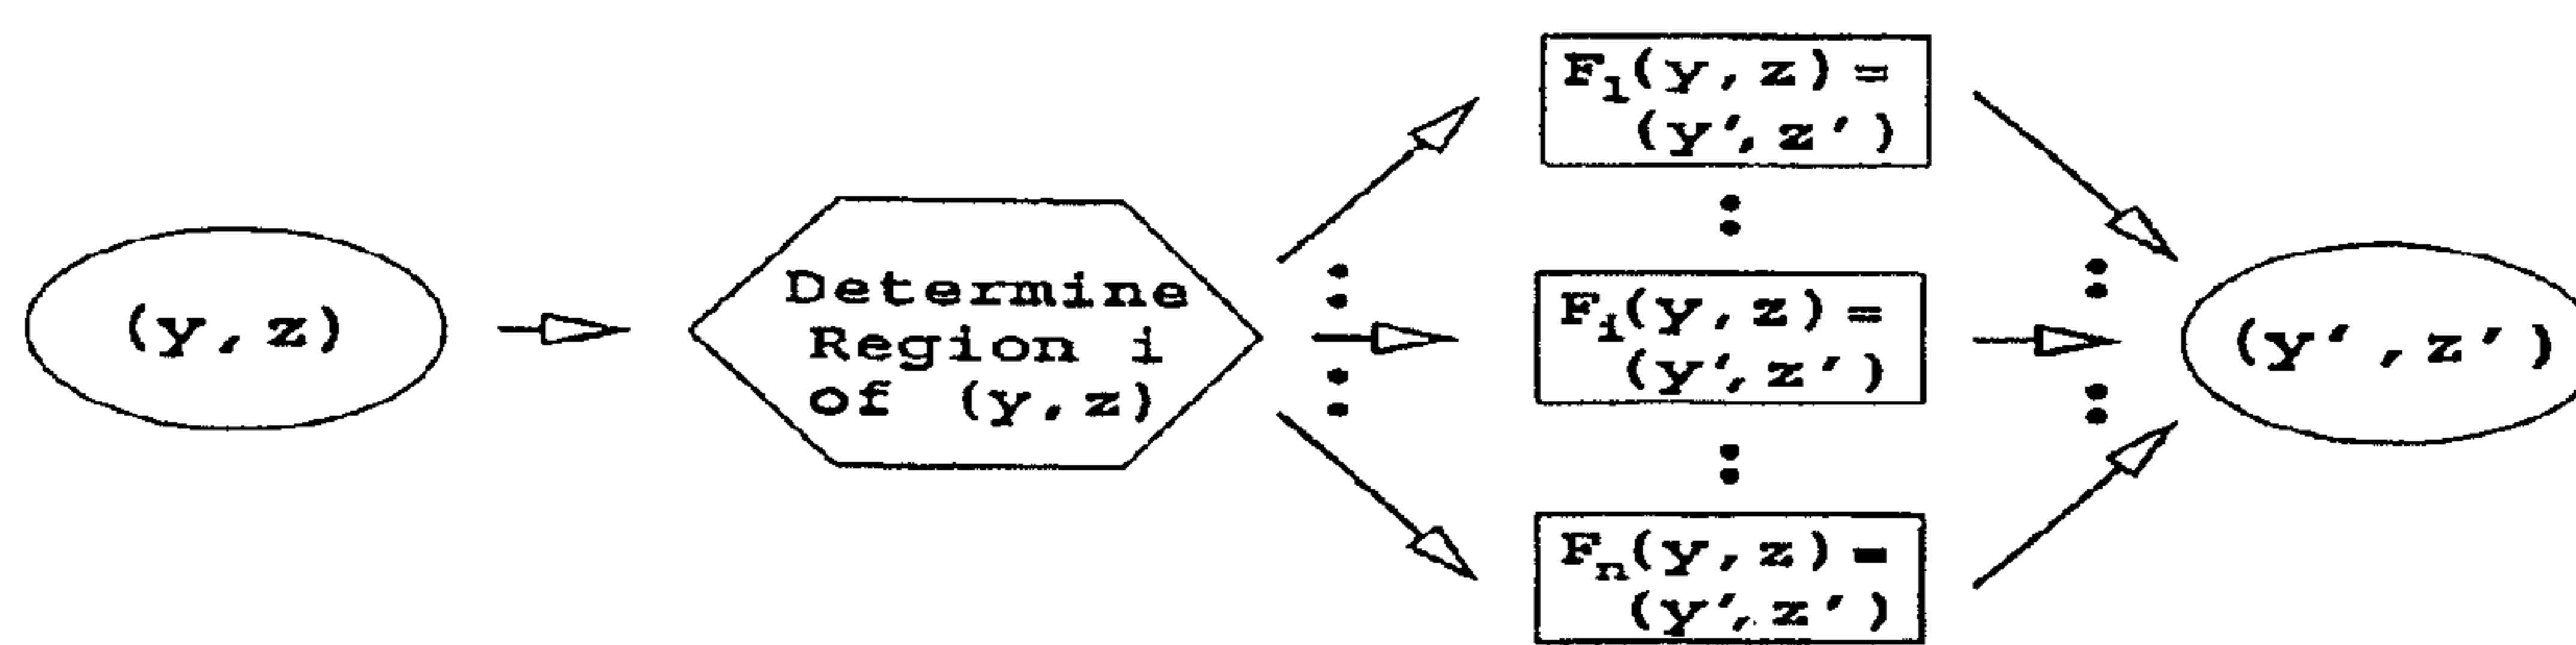 (y,z)
Determine
Region i
of (y,z)
F₁(y,z)=
(y',z')
Fᵢ(y,z)=
(y',z')
Fₙ(y,z)=
(y',z')
(y',z')